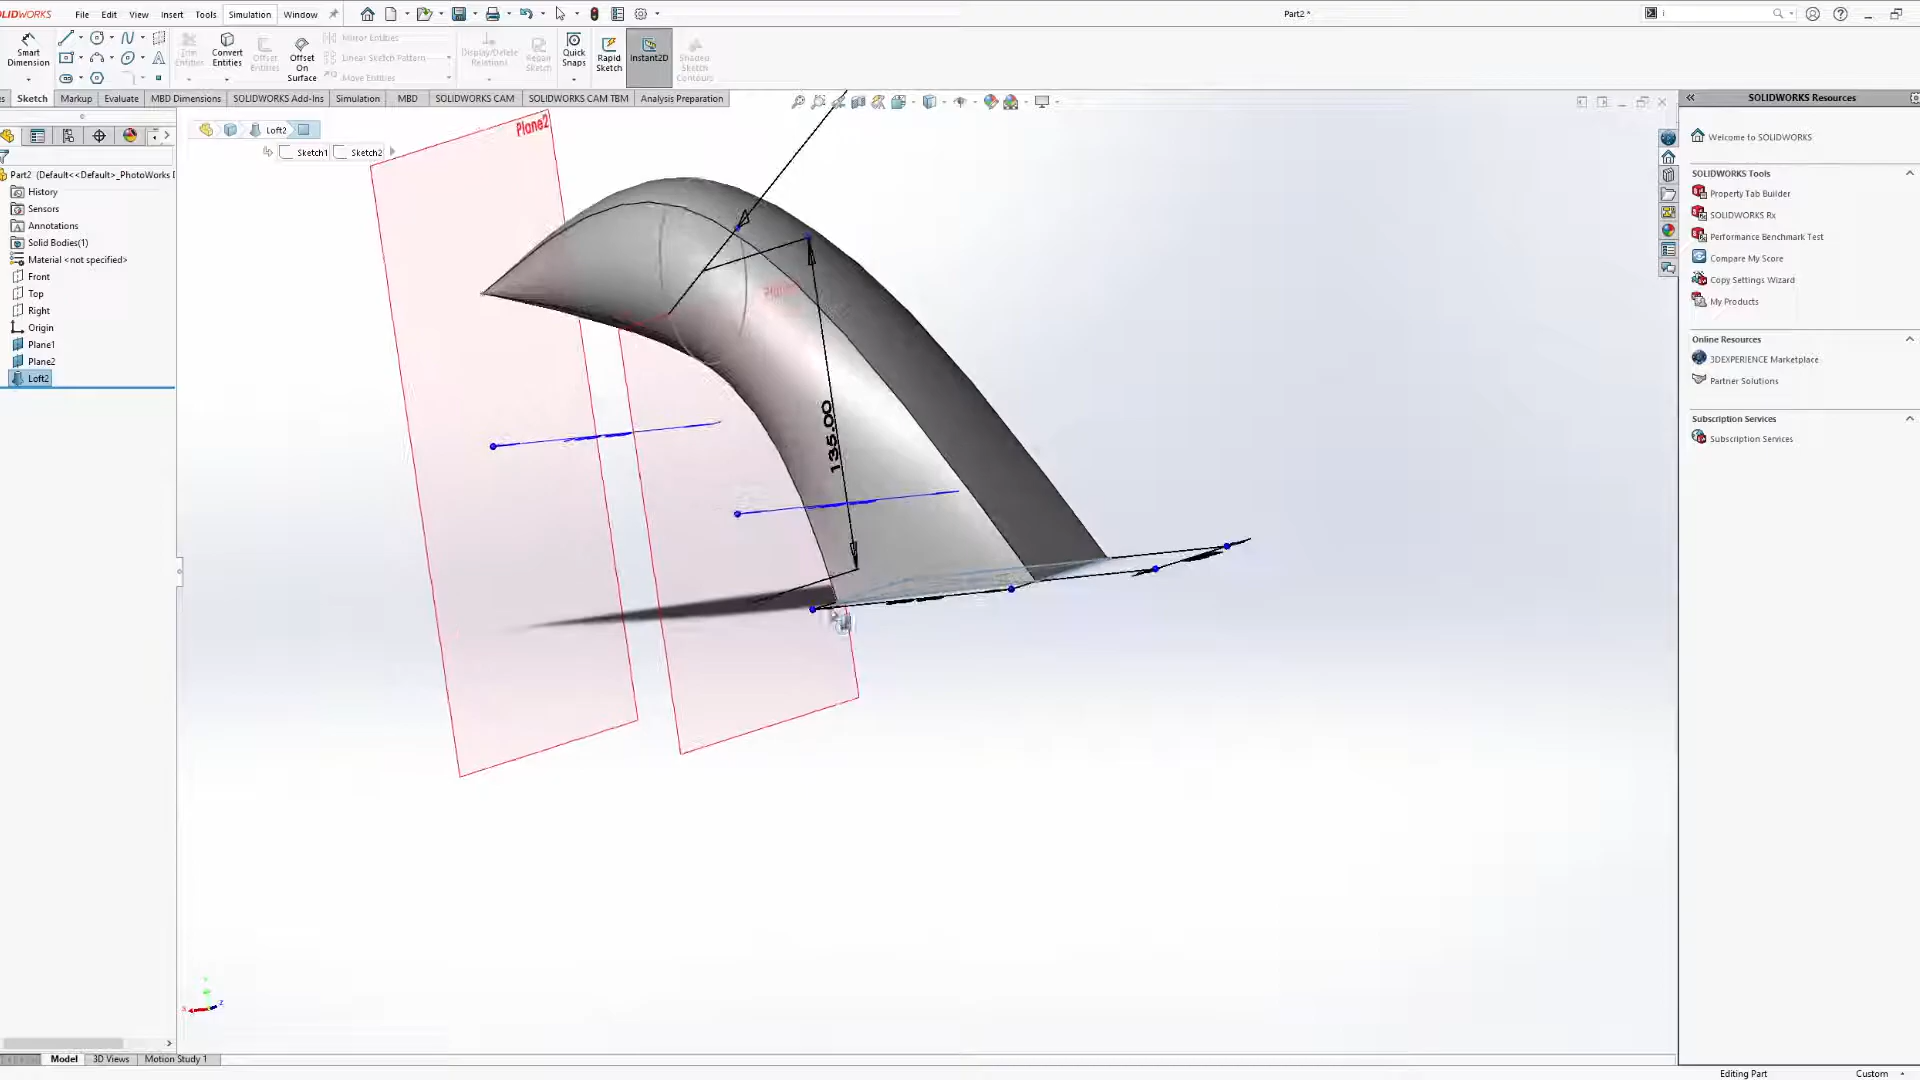 SOLIDWORKS File Edit View Insert Tools Simulation Window Part2 *
Smart Dimension
Trim Entities
Convert Entities
Offset Entities
Offset On Surface
Mirror Entities
Linear Sketch Pattern
Move Entities
Display/Delete Relations
Repair Sketch
Quick Snaps
Rapid Sketch
Instant2D
Shaded Sketch Contours
Sketch Markup Evaluate MBD Dimensions SOLIDWORKS Add-Ins Simulation MBD SOLIDWORKS CAM SOLIDWORKS CAM TBM Analysis Preparation
Loft2
Sketch1 Sketch2
Part2 (Default<<Default>_PhotoWorks
History
Sensors
Annotations
Solid Bodies(1)
Material <not specified>
Front
Top
Right
Origin
Plane1
Plane2
Loft2
Plane2
135.00
SOLIDWORKS Resources
Welcome to SOLIDWORKS
SOLIDWORKS Tools
Property Tab Builder
SOLIDWORKS Rx
Performance Benchmark Test
Compare My Score
Copy Settings Wizard
My Products
Online Resources
3DEXPERIENCE Marketplace
Partner Solutions
Subscription Services
Subscription Services
Model 3D Views Motion Study 1
Editing Part Custom